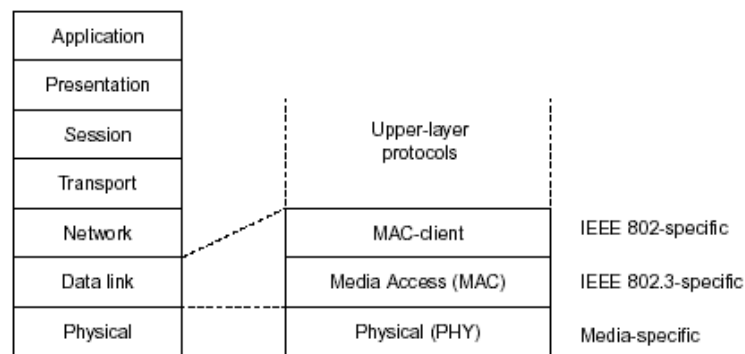 Application
Presentation
Session
Transport
Network
Data link
Physical
Upper-layer
protocols
MAC-client
Media Access (MAC)
Physical (PHY)
IEEE 802-specific
IEEE 802.3-specific
Media-specific